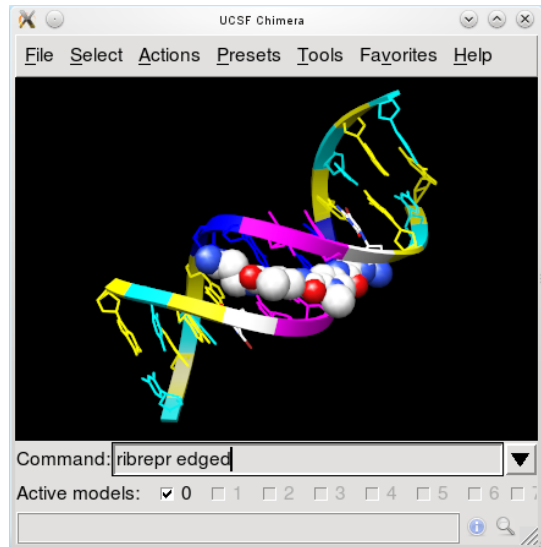 UCSF Chimera
File Select Actions Presets Tools Favorites Help
Command: ribrepr edged
Active models: 0 1 2 3 4 5 6 7